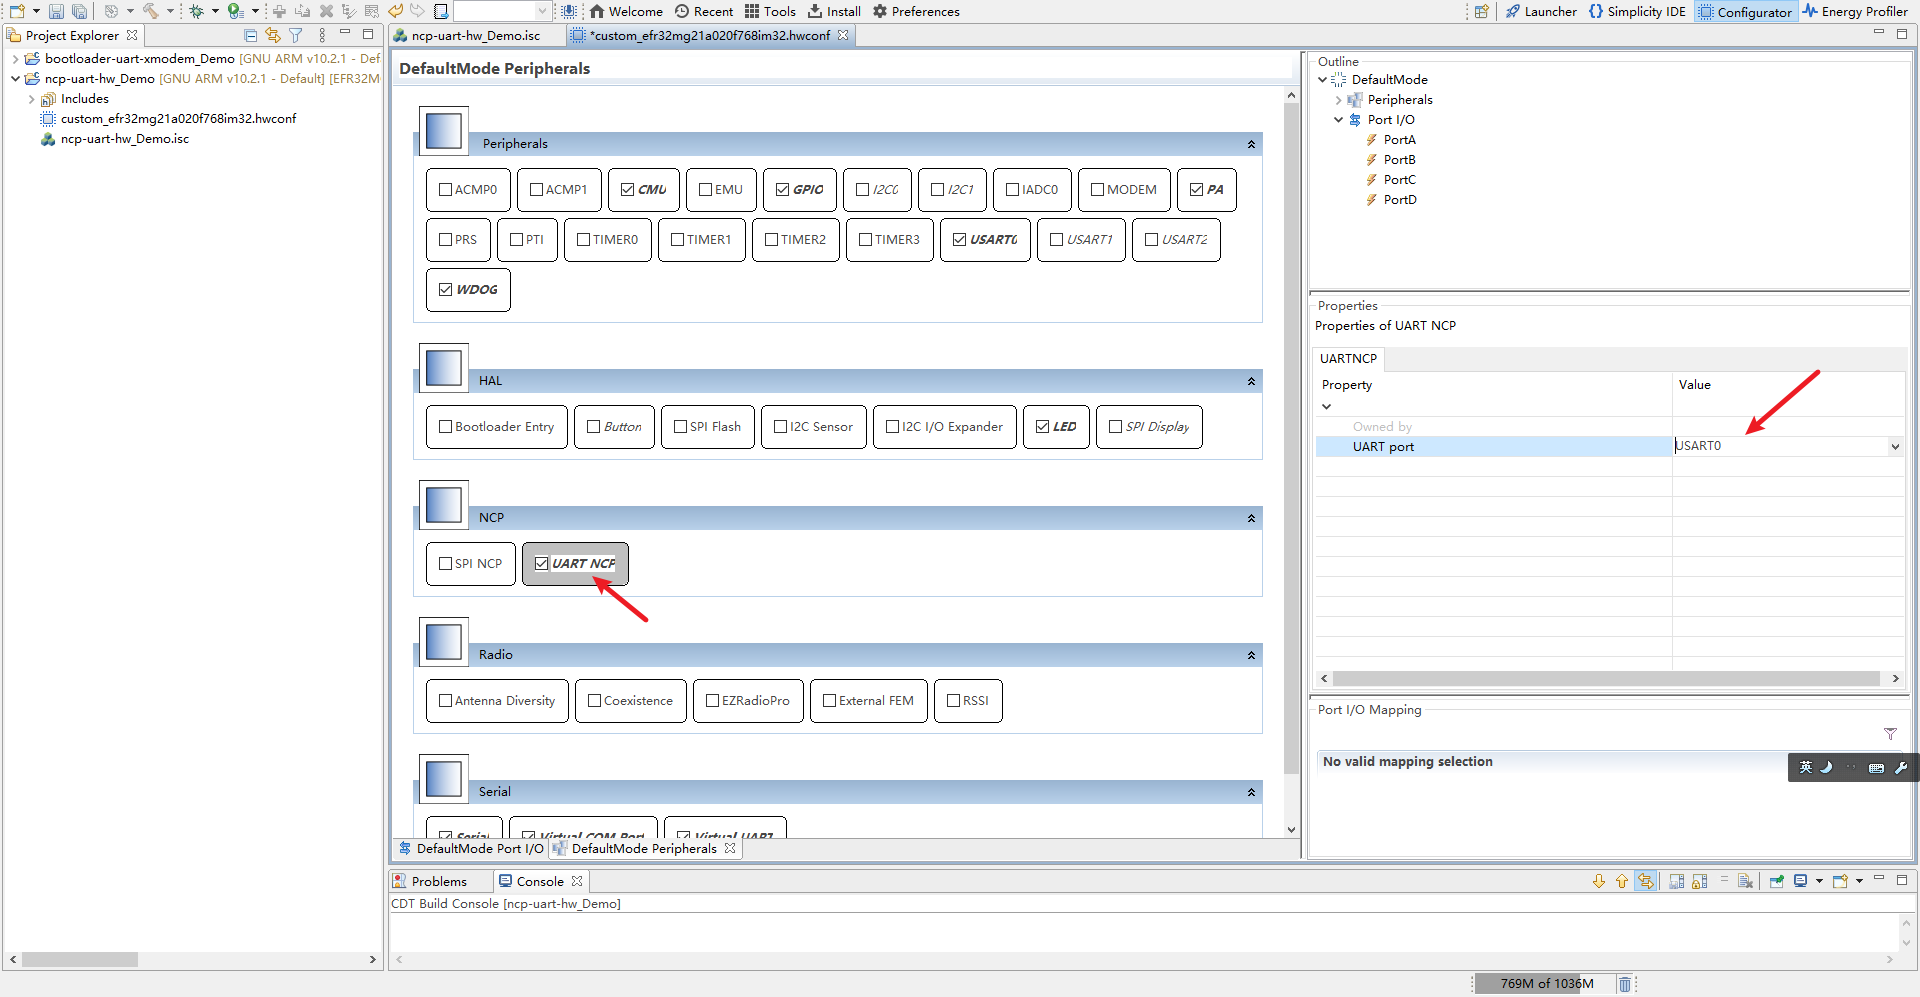 Welcome Recent Tools Install Preferences Launcher Simplicity IDE Configurator Energy Profiler
Project Explorer
bootloader-uart-xmodem_Demo [GNU ARM v10.2.1 - Def
ncp-uart-hw_Demo [GNU ARM v10.2.1 - Default] [EFR32M
Includes
custom_efr32mg21a020f768im32.hwconf
ncp-uart-hw_Demo.isc
ncp-uart-hw_Demo.isc *custom_efr32mg21a020f768im32.hwconf
DefaultMode Peripherals
Peripherals
ACMP0 ACMP1 CMU EMU GPIO I2C0 I2C1 IADC0 MODEM PA
PRS PTI TIMER0 TIMER1 TIMER2 TIMER3 USART0 USART1 USART2
WDOG
HAL
Bootloader Entry Button SPI Flash I2C Sensor I2C I/O Expander LED SPI Display
NCP
SPI NCP UART NCP
Radio
Antenna Diversity Coexistence EZRadioPro External FEM RSSI
Serial
Serial Virtual COM Port Virtual UART
DefaultMode Port I/O DefaultMode Peripherals
Outline
DefaultMode
Peripherals
Port I/O
PortA
PortB
PortC
PortD
Properties
Properties of UART NCP
UARTNCP
Property Value
Owned by
UART port USART0
Port I/O Mapping
No valid mapping selection
英
Problems Console
CDT Build Console [ncp-uart-hw_Demo]
769M of 1036M